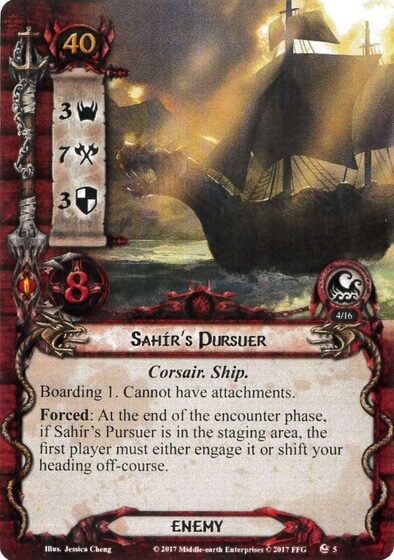 40
3
7
3
8
4/16
Sahír's Pursuer
Corsair. Ship.
Boarding 1. Cannot have attachments.
Forced: At the end of the encounter phase,
if Sahír's Pursuer is in the staging area, the
first player must either engage it or shift your
heading off-course.
Illus. Jessica Cheng
ENEMY
© 2017 Middle-earth Enterprises © 2017 FFG
5